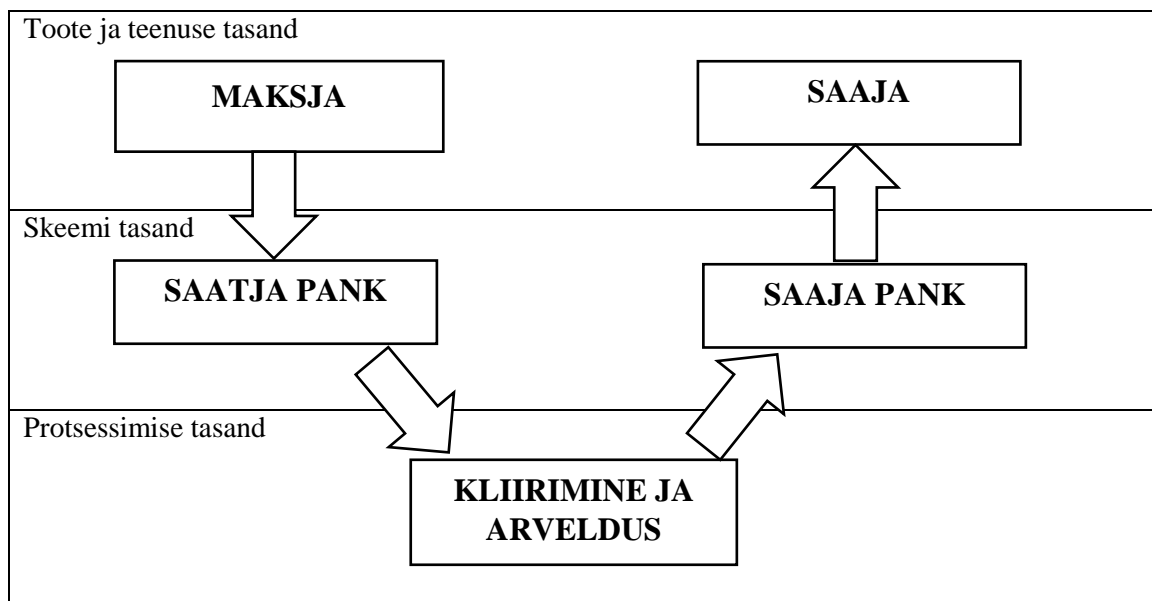 Toote ja teenuse tasand
MAKSJA
SAAJA
Skeemi tasand
SAATJA PANK
SAAJA PANK
Protsessimise tasand
KLIIRIMINE JA
ARVELDUS